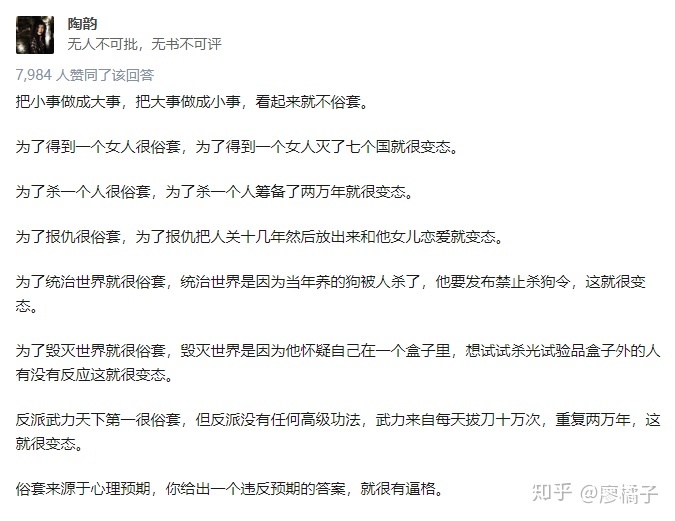 陶韵
无人不可批，无书不可评
7,984 人赞同了该回答
把小事做成大事，把大事做成小事，看起来就不俗套。
为了得到一个女人很俗套，为了得到一个女人灭了七个国就很变态。
为了杀一个人很俗套，为了杀一个人筹备了两万年就很变态。
为了报仇很俗套，为了报仇把人关十几年然后放出来和他女儿恋爱就变态。
为了统治世界就很俗套，统治世界是因为当年养的狗被人杀了，他要发布禁止杀狗令，这就很变
态。
为了毁灭世界就很俗套，毁灭世界是因为他怀疑自己在一个盒子里，想试试杀光试验品盒子外的人
有没有反应这就很变态。
反派武力天下第一很俗套，但反派没有任何高级功法，武力来自每天拔刀十万次，重复两万年，这
就很变态。
俗套来源于心理预期，你给出一个违反预期的答案，就很有逼格。
知乎 @廖橘子